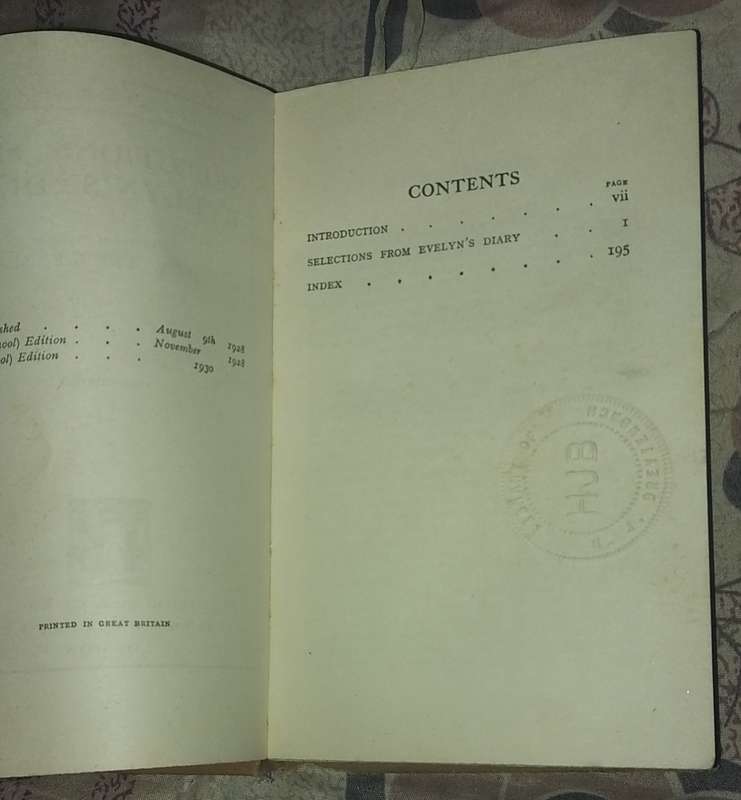 shed . . . . August 9th 1928
ool) Edition . . . November 1928
ol) Edition . . . 1930
PRINTED IN GREAT BRITAIN
CONTENTS
PAGE
INTRODUCTION . . . . . . . vii
SELECTIONS FROM EVELYN'S DIARY . . 1
INDEX . . . . . . . . 195
HJB